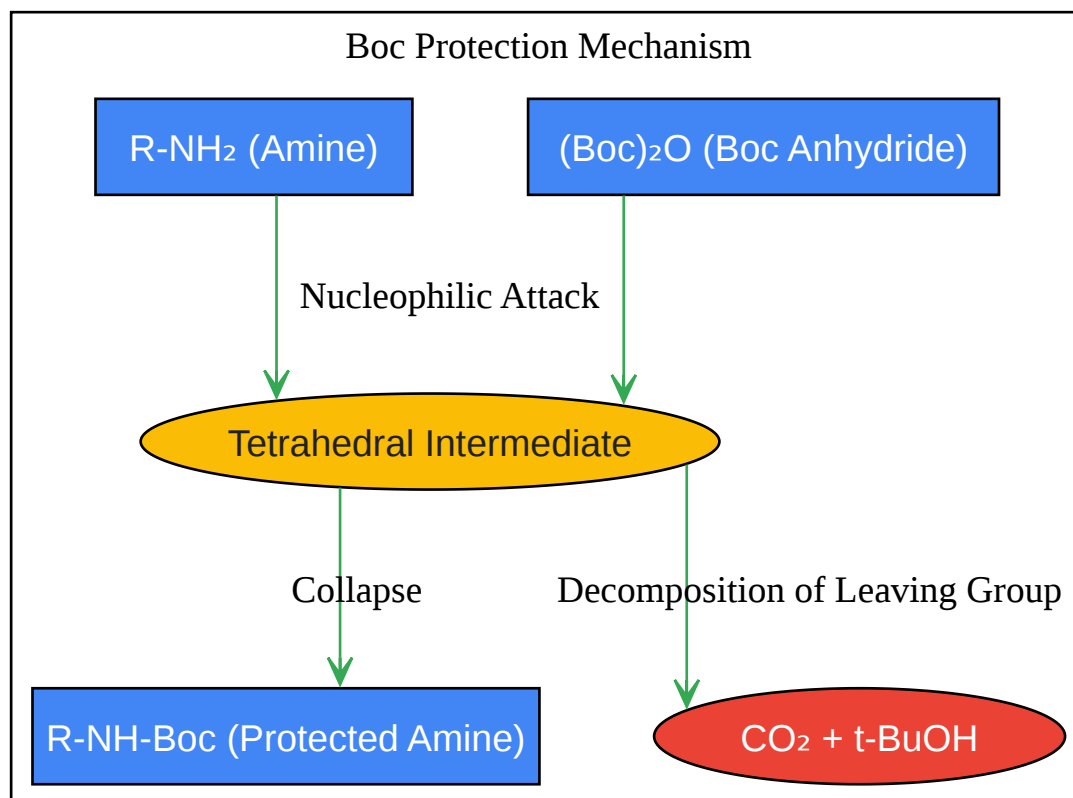 Boc Protection Mechanism
R-NH₂ (Amine)
(Boc)₂O (Boc Anhydride)
Nucleophilic Attack
Tetrahedral Intermediate
Collapse
Decomposition of Leaving Group
R-NH-Boc (Protected Amine)
CO₂ + t-BuOH